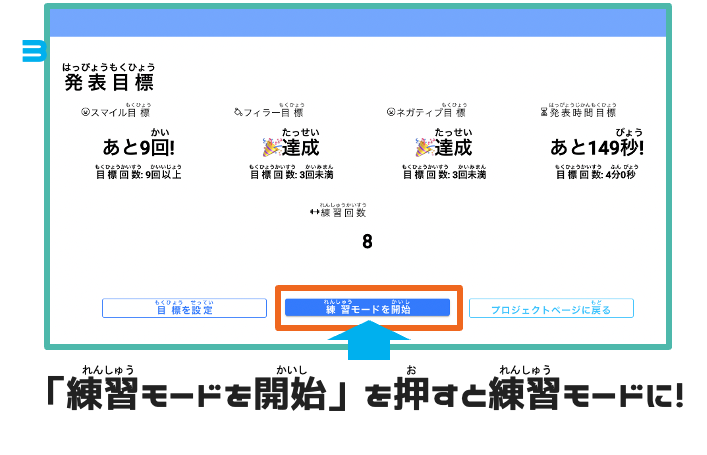 3
はっぴょうもくひょう
発表目標
もくひょう
スマイル目標
もくひょう
フィラー目標
もくひょう
ネガティブ目標
はっぴょうじかんもくひょう
発表時間目標
かい
あと9回!
たっせい
達成
たっせい
達成
びょう
あと149秒!
もくひょうかいすう かいいじょう
目標回数: 9回以上
もくひょうかいすう かいみまん
目標回数: 3回未満
もくひょうかいすう かいみまん
目標回数: 3回未満
もくひょうかいすう ふん びょう
目標回数: 4分0秒
れんしゅうかいすう
練習回数
8
もくひょう せってい
目標を設定
れんしゅう かいし
練習モードを開始
もど
プロジェクトページに戻る
れんしゅう かいし お れんしゅう
「練習モードを開始」を押すと練習モードに!